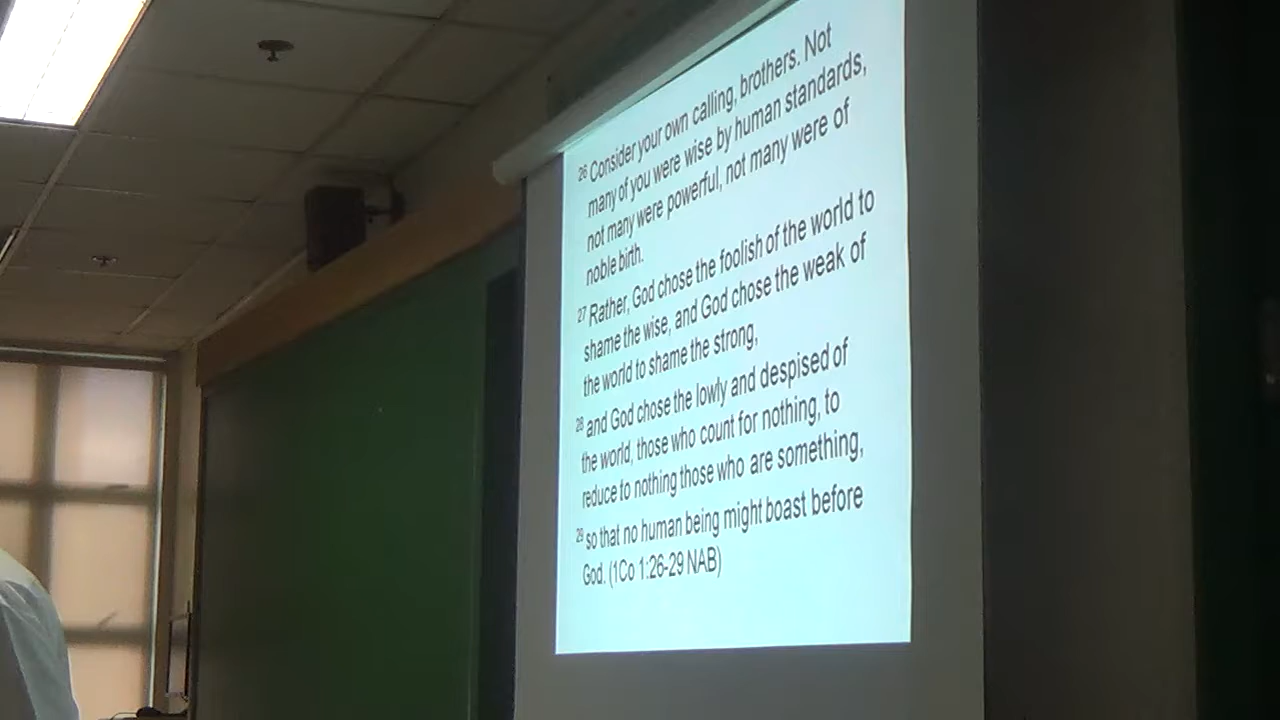 26 Consider your own calling, brothers. Not
many of you were wise by human standards,
not many were powerful, not many were of
noble birth.
27 Rather, God chose the foolish of the world to
shame the wise, and God chose the weak of
the world to shame the strong,
28 and God chose the lowly and despised of
the world, those who count for nothing, to
reduce to nothing those who are something,
29 so that no human being might boast before
God. (1Co 1:26-29 NAB)